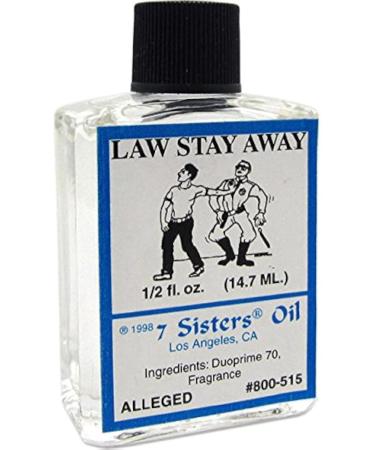 LAW STAY AWAY
1/2 fl. oz. (14.7 ML.)
® 1998 7 Sisters® Oil
Los Angeles, CA
Ingredients: Duoprime 70,
Fragrance
ALLEGED #800-515